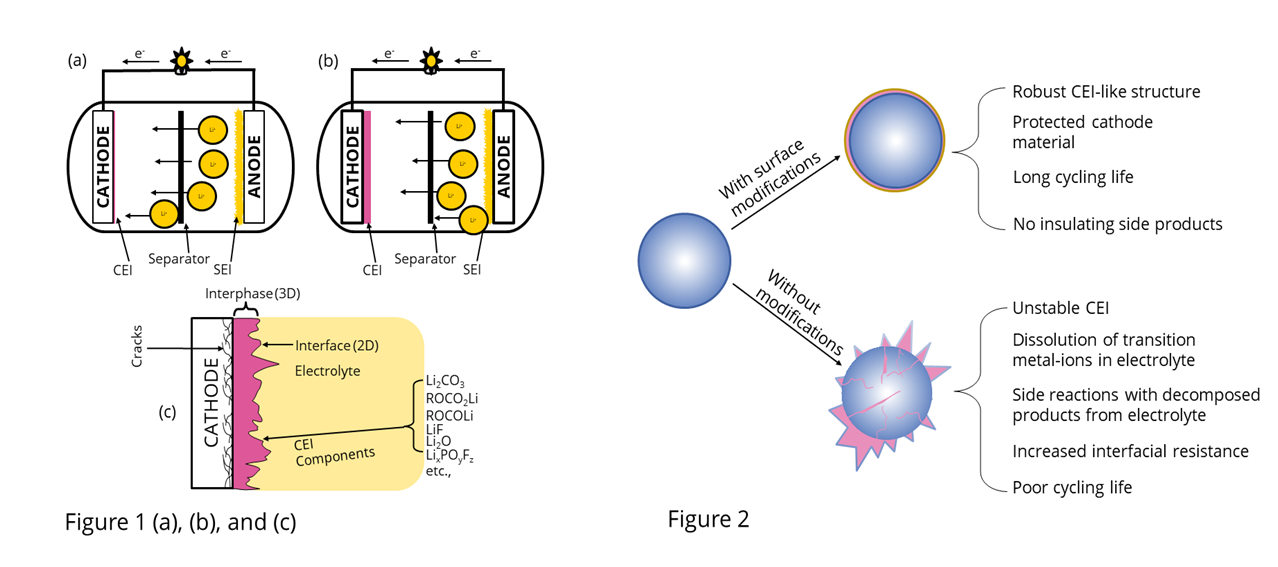 (a)
e-
e-
CATHODE
Li+
Li+
Li+
Li+
ANODE
CEI
Separator
SEI
(b)
e-
e-
CATHODE
Li+
Li+
Li+
Li+
ANODE
CEI
Separator
SEI
Interphase (3D)
Cracks
CATHODE
(c)
Interface (2D)
Electrolyte
CEI
Components
Li2CO3
ROCO2Li
ROCOLi
LiF
Li2O
LixPOyFz
etc.,
Figure 1 (a), (b), and (c)
With surface
modifications
Robust CEI-like structure
Protected cathode
material
Long cycling life
No insulating side products
Without
modifications
Unstable CEI
Dissolution of transition
metal-ions in electrolyte
Side reactions with decomposed
products from electrolyte
Increased interfacial resistance
Poor cycling life
Figure 2